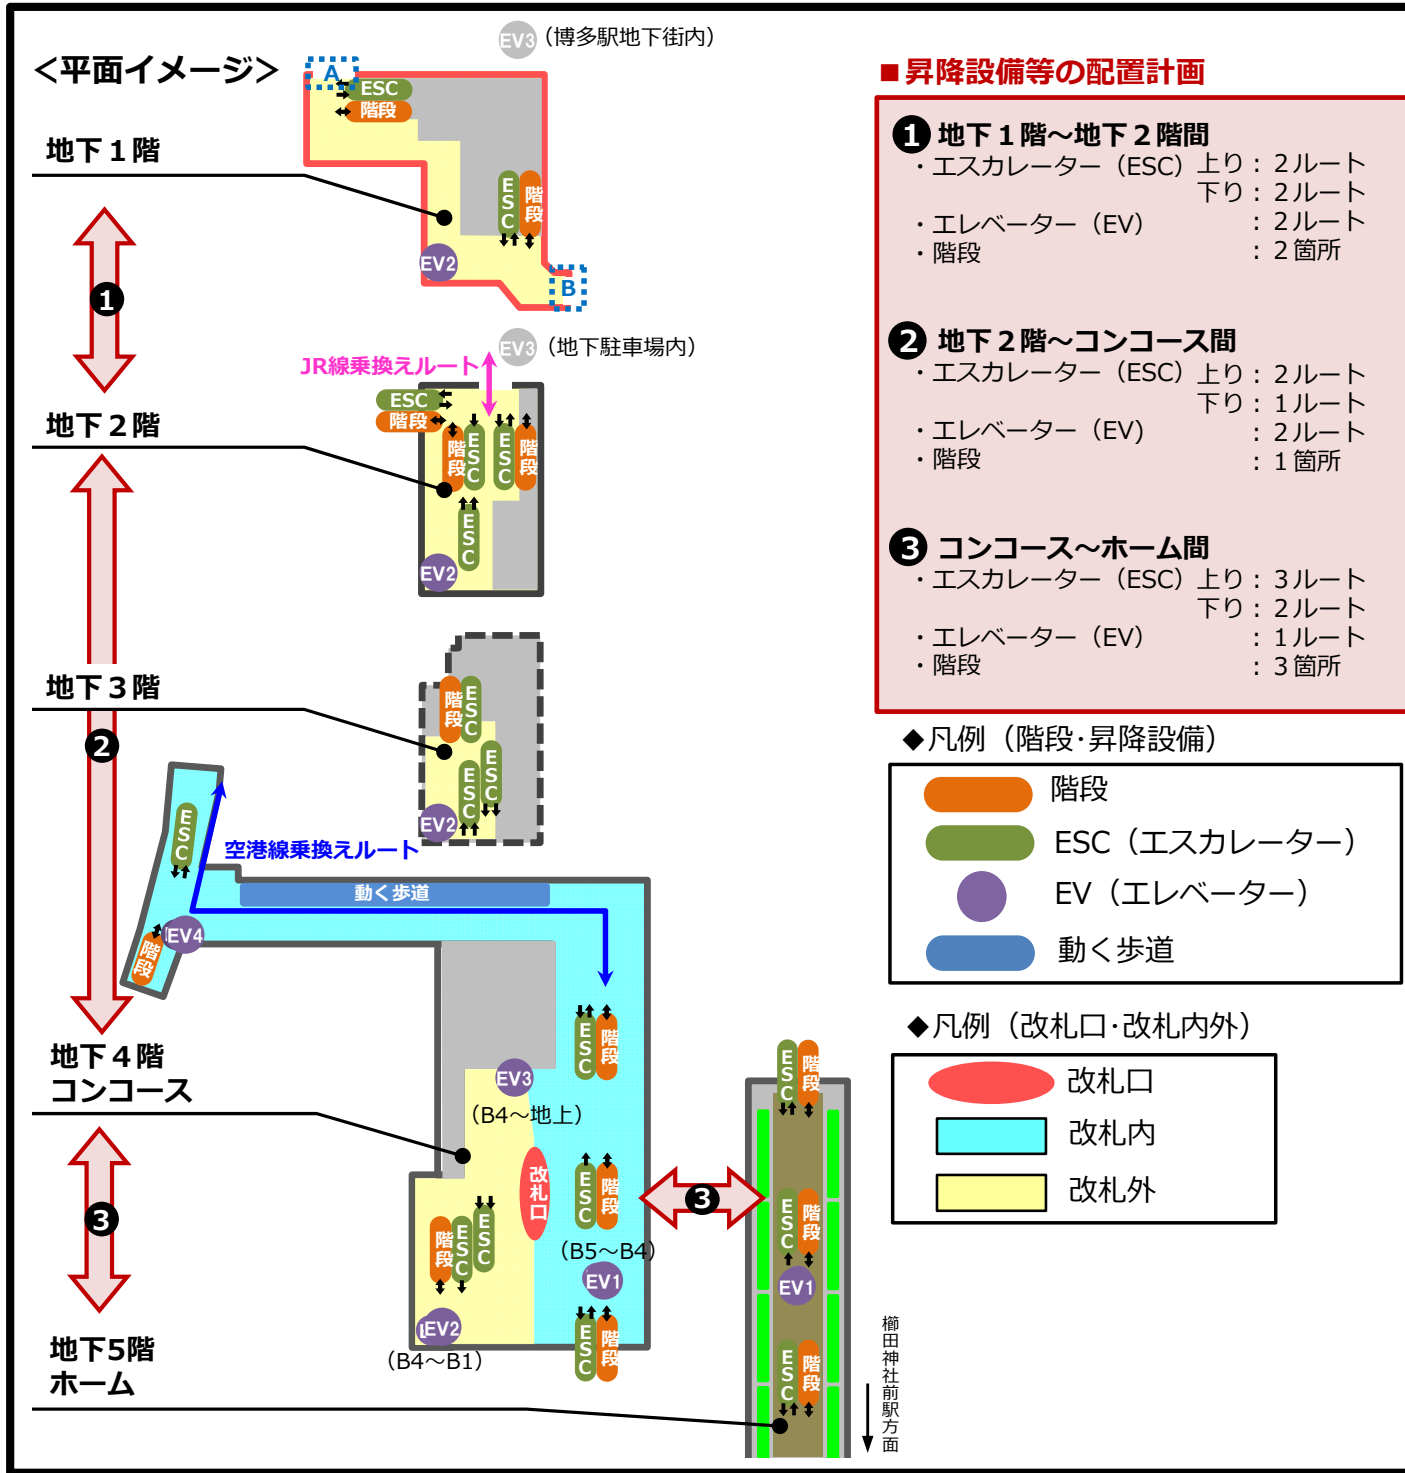 ＜平面イメージ＞
EV3（博多駅地下街内）
A
ESC
階段
地下１階
ESC
階段
EV2
B
❶
EV3（地下駐車場内）
JR線乗換えルート
ESC
階段
地下２階
階段
ESC
ESC
階段
ESC
EV2
地下３階
階段
ESC
ESC
ESC
EV2
❷
ESC
空港線乗換えルート
動く歩道
EV4
階段
ESC
階段
地下４階
コンコース
EV3
（B4～地上）
改札口
ESC
階段
ESC
階段
ESC
ESC
（B5～B4）
EV1
EV2
（B4～B1）
ESC
階段
❸
❸
地下5階
ホーム
ESC
階段
ESC
階段
EV1
ESC
階段
櫛田神社前駅方面
■昇降設備等の配置計画
❶ 地下１階～地下２階間
・エスカレーター（ESC）上り：２ルート
下り：２ルート
・エレベーター（EV）：２ルート
・階段：２箇所
❷ 地下２階～コンコース間
・エスカレーター（ESC）上り：２ルート
下り：１ルート
・エレベーター（EV）：２ルート
・階段：１箇所
❸ コンコース～ホーム間
・エスカレーター（ESC）上り：３ルート
下り：２ルート
・エレベーター（EV）：１ルート
・階段：３箇所
◆凡例（階段･昇降設備）
階段
ESC（エスカレーター）
EV（エレベーター）
動く歩道
◆凡例（改札口･改札内外）
改札口
改札内
改札外